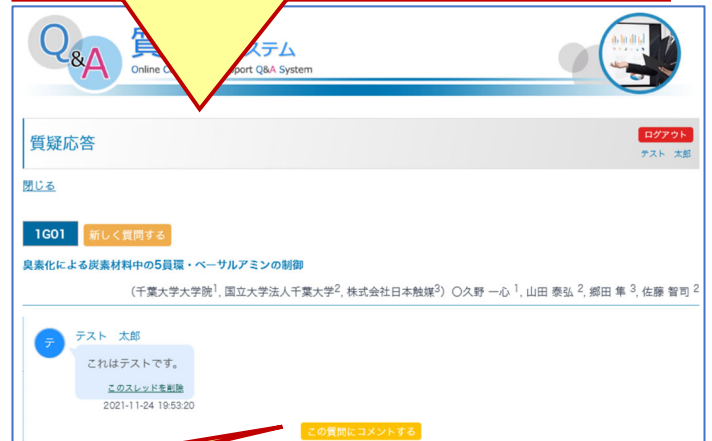 Q&A
質
ステム
Online
port Q&A System
質疑応答
ログアウト
テスト 太郎
閉じる
1G01
新しく質問する
臭素化による炭素材料中の5員環・ベーサルアミンの制御
(千葉大学大学院1, 国立大学法人千葉大学2, 株式会社日本触媒3) 〇久野 一心 1, 山田 泰弘 2, 郷田 隼 3, 佐藤 智司 2
テ
テスト 太郎
これはテストです。
このスレッドを削除
2021-11-24 19:53:20
この質問にコメントする